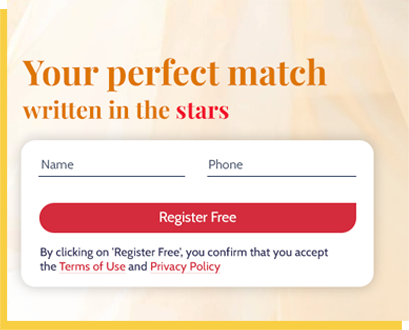 Your perfect match
written in the stars
Name Phone
Register Free
By clicking on 'Register Free', you confirm that you accept
the Terms of Use and Privacy Policy